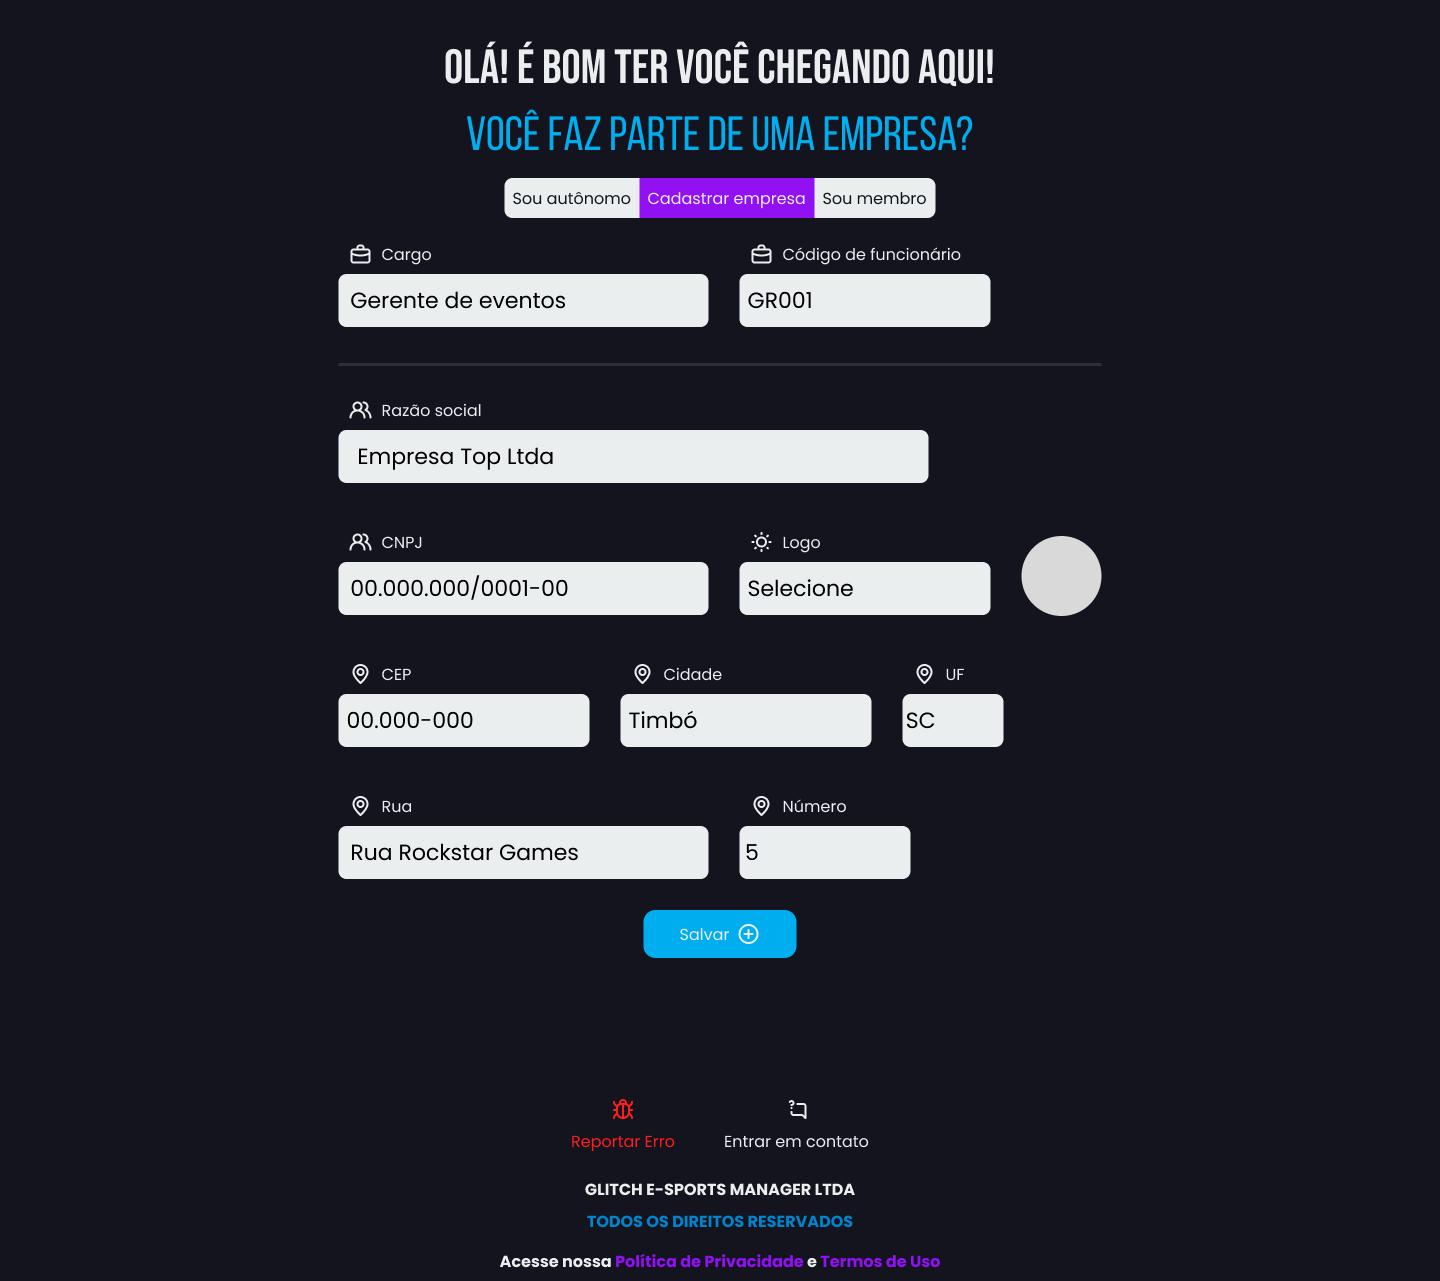 OLÁ! É BOM TER VOCÊ CHEGANDO AQUI!
VOCÊ FAZ PARTE DE UMA EMPRESA?
Sou autônomo Cadastrar empresa Sou membro
Cargo Código de funcionário
Gerente de eventos GR001
Razão social
Empresa Top Ltda
CNPJ Logo
00.000.000/0001-00 Selecione
CEP Cidade UF
00.000-000 Timbó SC
Rua Número
Rua Rockstar Games 5
Salvar
Reportar Erro Entrar em contato
GLITCH E-SPORTS MANAGER LTDA
TODOS OS DIREITOS RESERVADOS
Acesse nossa Política de Privacidade e Termos de Uso